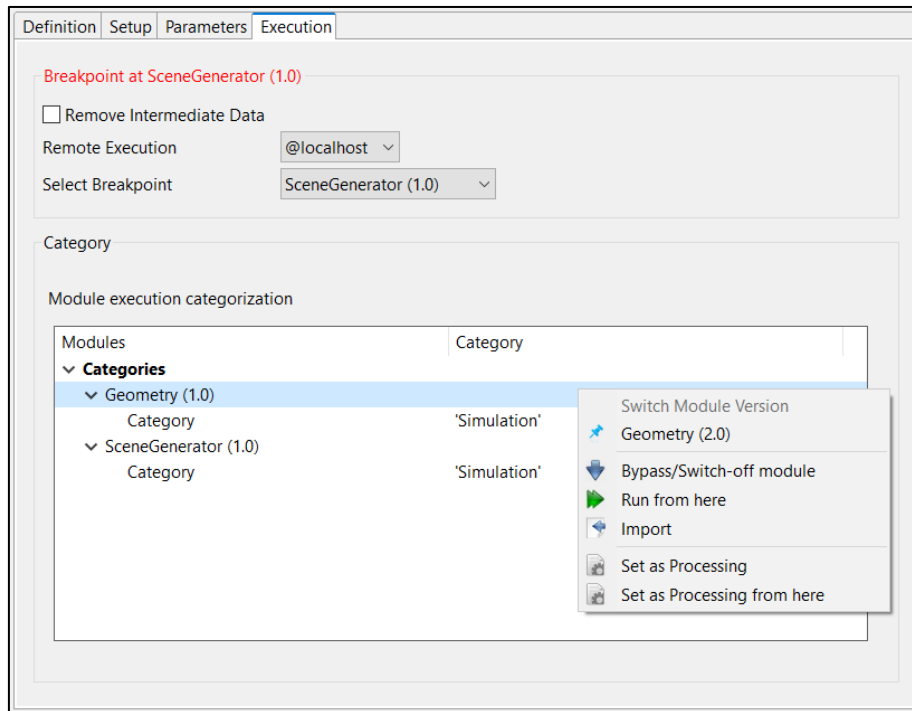 Definition Setup Parameters Execution
Breakpoint at SceneGenerator (1.0)
Remove Intermediate Data
Remote Execution @localhost
Select Breakpoint SceneGenerator (1.0)
Category
Module execution categorization
Modules Category
Categories
Geometry (1.0)
Category 'Simulation'
SceneGenerator (1.0)
Category 'Simulation'
Switch Module Version
Geometry (2.0)
Bypass/Switch-off module
Run from here
Import
Set as Processing
Set as Processing from here